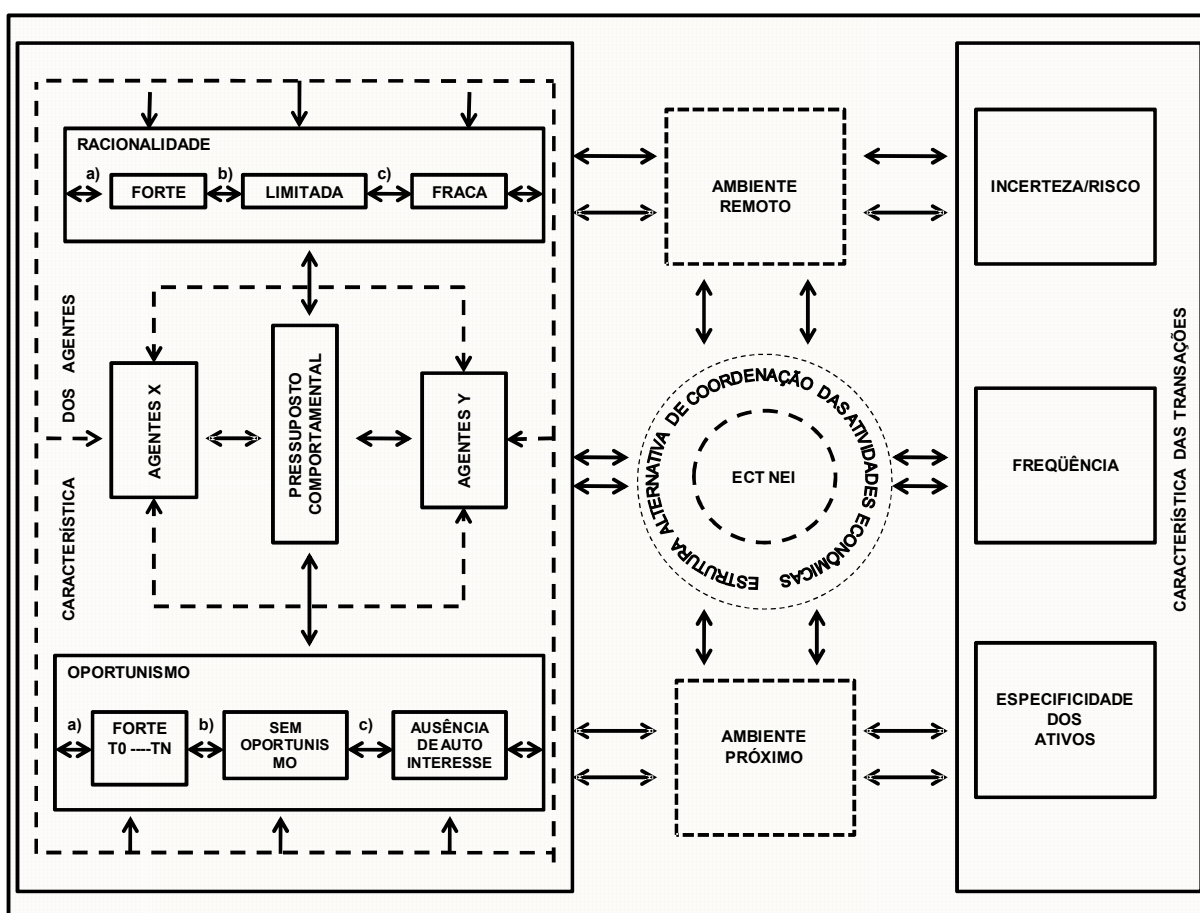 RACIONALIDADE
a)
FORTE
b)
LIMITADA
c)
FRACA
CARACTERÍSTICA DOS AGENTES
AGENTES X
PRESSUPOSTO
COMPORTAMENTAL
AGENTES Y
OPORTUNISMO
a)
FORTE
T0 ----TN
b)
SEM
OPORTUNIS
MO
c)
AUSÊNCIA
DE AUTO
INTERESSE
AMBIENTE
REMOTO
ESTRUTURA ALTERNATIVA DE COORDENAÇÃO DAS ATIVIDADES ECONÔMICAS
ECT NEI
AMBIENTE
PRÓXIMO
INCERTEZA/RISCO
FREQÜÊNCIA
ESPECIFICIDADE
DOS
ATIVOS
CARACTERÍSTICA DAS TRANSAÇÕES